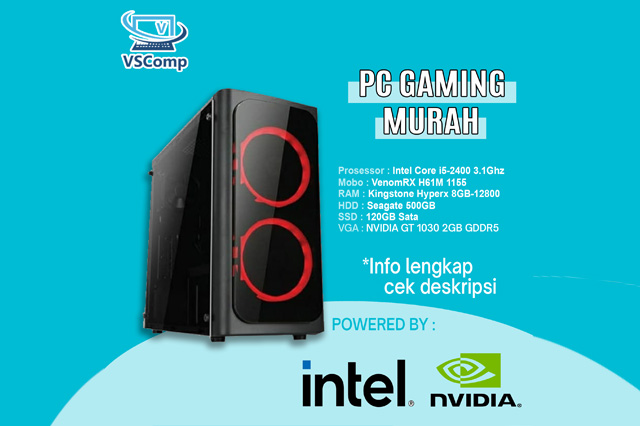 Vi
VSComp
PC GAMING
MURAH
Prosessor : Intel Core i5-2400 3.1Ghz
Mobo : VenomRX H61M 1155
RAM : Kingstone Hyperx 8GB-12800
HDD : Seagate 500GB
SSD : 120GB Sata
VGA : NVIDIA GT 1030 2GB GDDR5
*Info lengkap
cek deskripsi
POWERED BY :
intel®
NVIDIA®